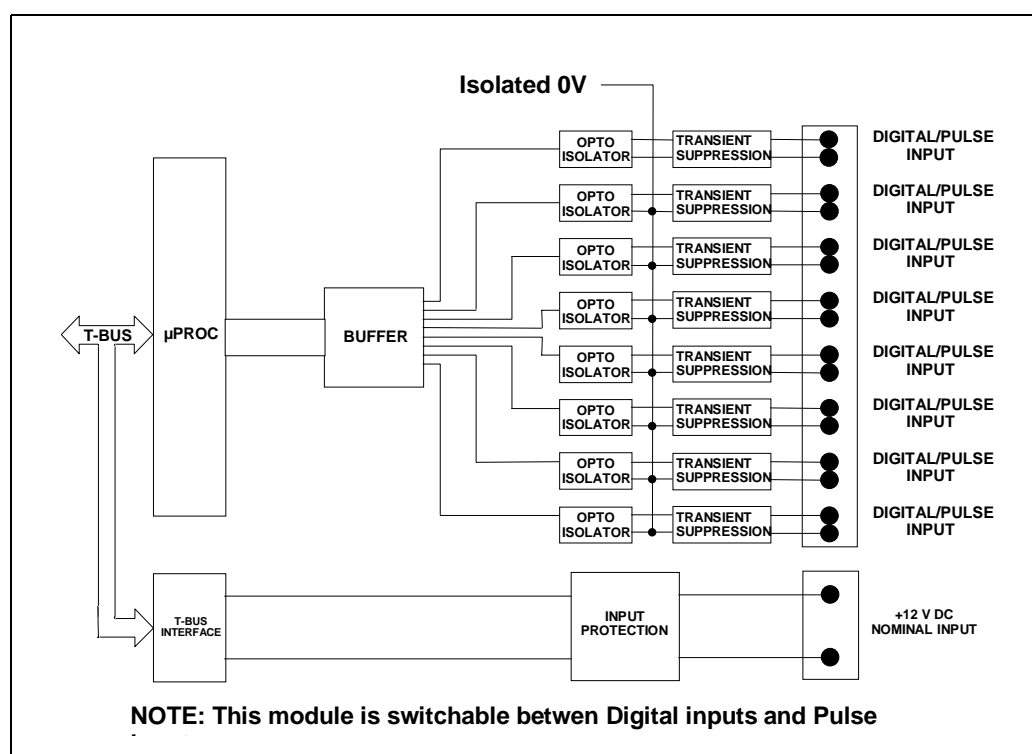 Isolated 0V
OPTO
ISOLATOR
TRANSIENT
SUPPRESSION
DIGITAL/PULSE
INPUT
OPTO
ISOLATOR
TRANSIENT
SUPPRESSION
DIGITAL/PULSE
INPUT
OPTO
ISOLATOR
TRANSIENT
SUPPRESSION
DIGITAL/PULSE
INPUT
OPTO
ISOLATOR
TRANSIENT
SUPPRESSION
DIGITAL/PULSE
INPUT
T-BUS
µPROC
BUFFER
OPTO
ISOLATOR
TRANSIENT
SUPPRESSION
DIGITAL/PULSE
INPUT
OPTO
ISOLATOR
TRANSIENT
SUPPRESSION
DIGITAL/PULSE
INPUT
OPTO
ISOLATOR
TRANSIENT
SUPPRESSION
DIGITAL/PULSE
INPUT
OPTO
ISOLATOR
TRANSIENT
SUPPRESSION
DIGITAL/PULSE
INPUT
T-BUS
INTERFACE
INPUT
PROTECTION
+12 V DC
NOMINAL INPUT
NOTE: This module is switchable betwen Digital inputs and Pulse